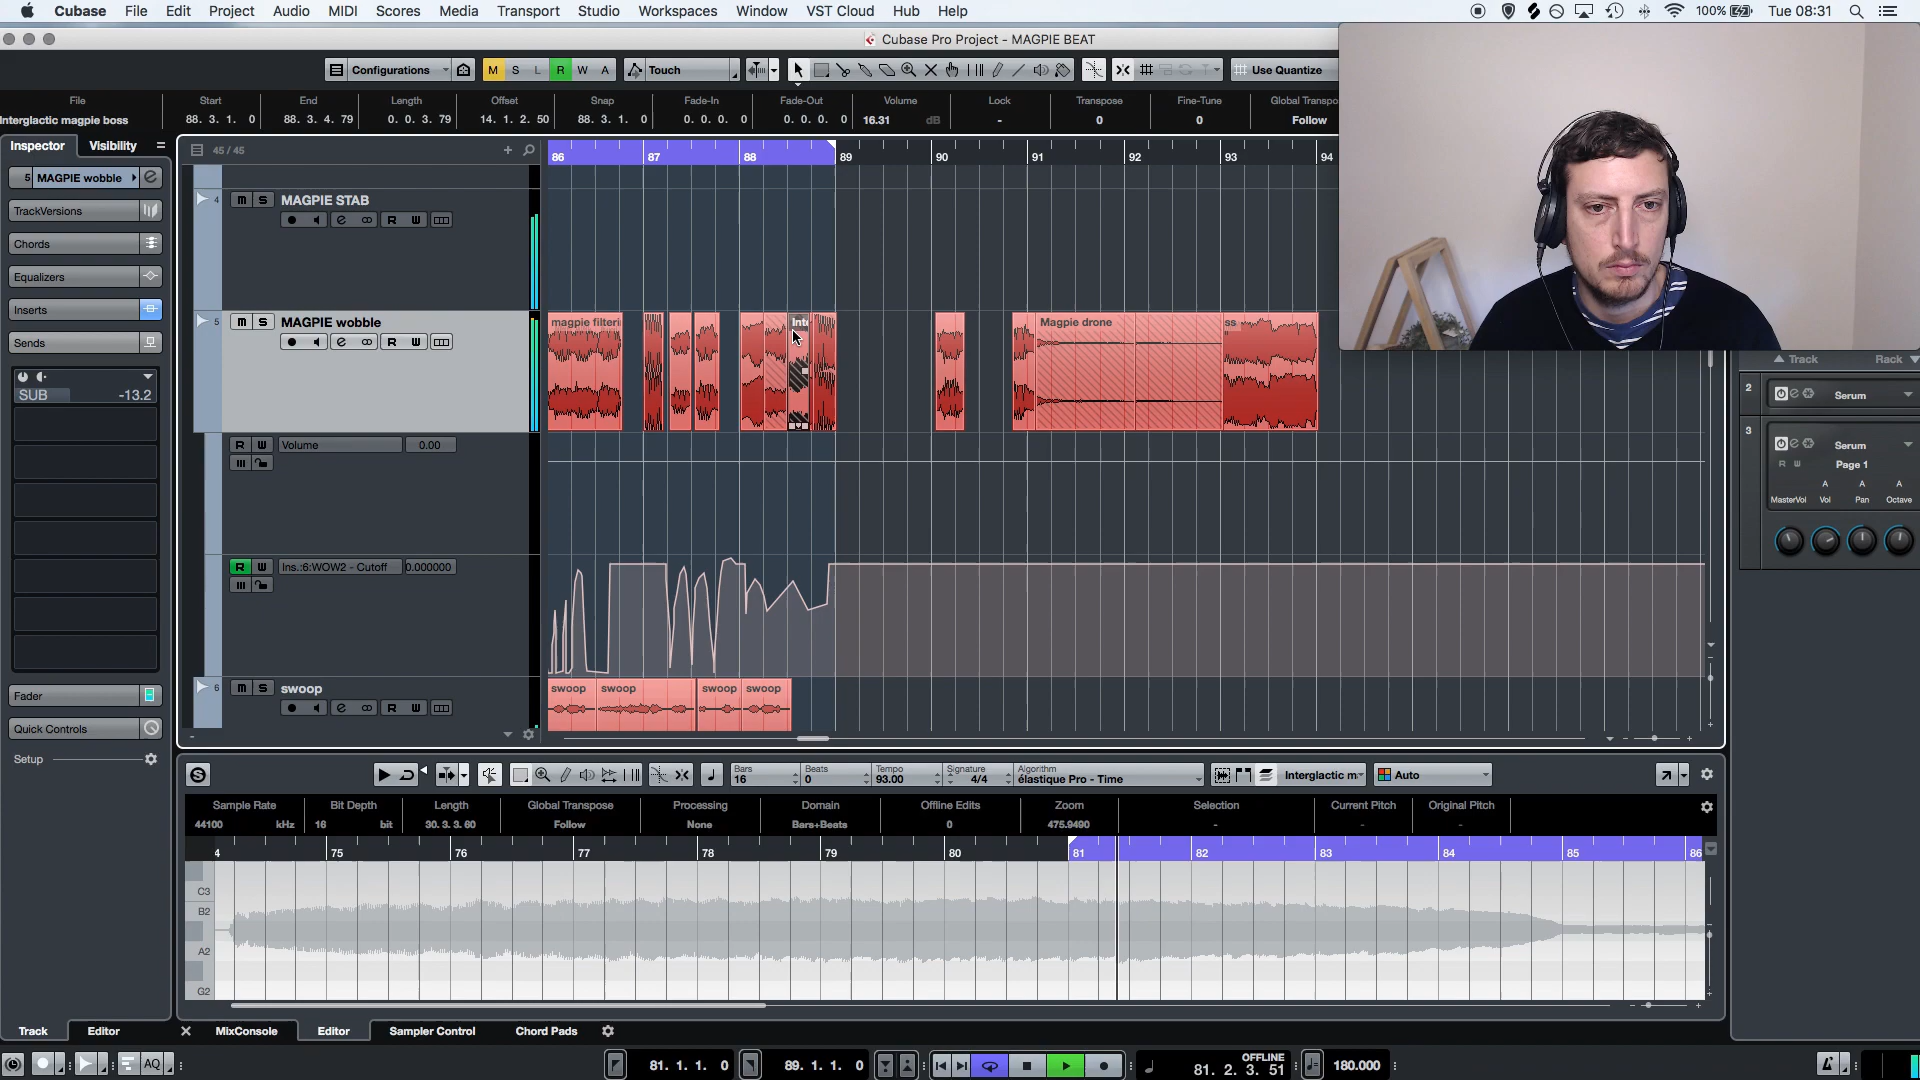 Cubase File Edit Project Audio MIDI Scores Media Transport Studio Workspaces Window VST Cloud Hub Help 100% Tue 08:31
Cubase Pro Project - MAGPIE BEAT
Configurations M S L R W A Touch Use Quantize
File Start End Length Offset Snap Fade-In Fade-Out Volume Lock Transpose Fine-Tune Global Transpo
Interglactic magpie boss 88. 3. 1. 0 88. 3. 4. 79 0. 0. 3. 79 14. 1. 2. 50 88. 3. 1. 0 0. 0. 0. 0 0. 0. 0. 0 16.31 dB - 0 0 Follow
Inspector Visibility 45 / 45
86 87 88 89 90 91 92 93 94
5 MAGPIE wobble
TrackVersions
Chords
Equalizers
Inserts
Sends
SUB -13.2
Fader
Quick Controls
Setup
4 m S MAGPIE STAB
R W
5 m S MAGPIE wobble
R W
magpie filteri Inte Magpie drone ss
R W Volume 0.00
R W Ins.:6:WOW2 - Cutoff 0.000000
6 m S swoop
R W
swoop swoop swoop swoop
Track Rack
2 Serum
3 Serum
R W Page 1
A A A
MasterVol Vol Pan Octave
Bars 16 Beats 0 Tempo 93.00 Signature 4/4 Algorithm élastique Pro - Time Interglactic m Auto
Sample Rate Bit Depth Length Global Transpose Processing Domain Offline Edits Zoom Selection Current Pitch Original Pitch
44100 kHz 16 bit 30. 3. 3. 60 Follow None Bars+Beats 0 475.9490 - - -
4 75 76 77 78 79 80 81 82 83 84 85 86
C3
B2
A2
G2
Track Editor MixConsole Editor Sampler Control Chord Pads
AQ 81. 1. 1. 0 89. 1. 1. 0 OFFLINE 81. 2. 3. 51 180.000